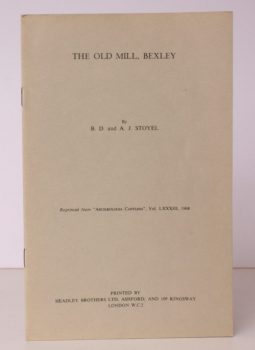 THE OLD MILL, BEXLEY
By
B. D. and A. J. STOYEL
Reprinted from "ARCHÆOLOGIA CANTIANA", Vol. LXXXIII, 1968
PRINTED BY
HEADLEY BROTHERS LTD, ASHFORD, AND 109 KINGSWAY
LONDON W.C.2